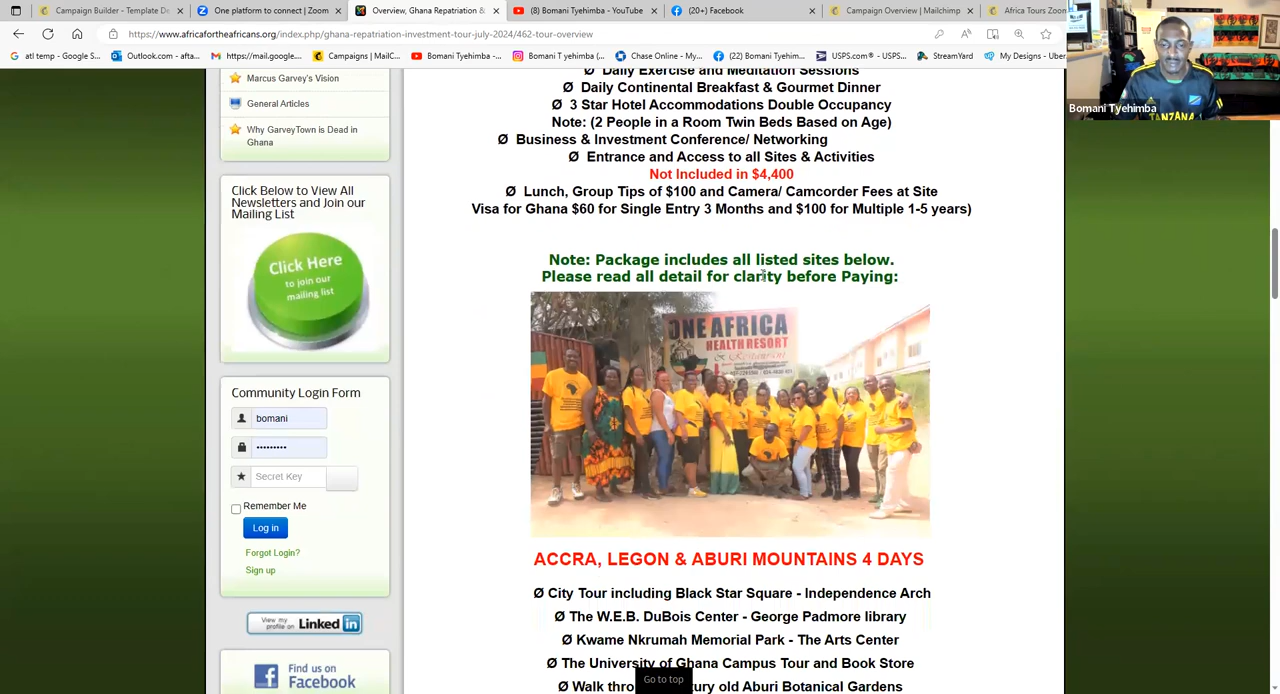 Campaign Builder - Template De
One platform to connect | Zoom
Overview, Ghana Repatriation &
(8) Bomani Tyehimba - YouTube
(20+) Facebook
Campaign Overview | Mailchimp
Africa Tours Zoom
https://www.africafortheafricans.org/index.php/ghana-repatriation-investment-tour-july-2024/462-tour-overview
atl temp - Google S...
Outlook.com - afta...
https://mail.google...
Campaigns | MailC...
Bomani Tyehimba -...
Bomani T yehimba (...
Chase Online -...
(22) Bomani Tyehim...
USPS.com® - USPS...
StreamYard
My Designs: Uber
Bomani Tyehimba
TANZANIA
Marcus Garvey's Vision
General Articles
Why GarveyTown is Dead in
Ghana
Click Below to View All
Newsletters and Join our
Mailing List
Click Here
to join our
mailing list
Community Login Form
bomani
•••••••••
Secret Key
Remember Me
Log in
Forgot Login?
Sign up
View my
profile on LinkedIn
Find us on
Facebook
Ø Daily Exercise and Meditation Sessions
Ø Daily Continental Breakfast & Gourmet Dinner
Ø 3 Star Hotel Accommodations Double Occupancy
Note: (2 People in a Room Twin Beds Based on Age)
Ø Business & Investment Conference/ Networking
Ø Entrance and Access to all Sites & Activities
Not Included in $4,400
Ø Lunch, Group Tips of $100 and Camera/ Camcorder Fees at Site
Visa for Ghana $60 for Single Entry 3 Months and $100 for Multiple 1-5 years)
Note: Package includes all listed sites below.
Please read all detail for clarity before Paying:
ONE AFRICA
HEALTH RESORT
& Restaurant
ACCRA, LEGON & ABURI MOUNTAINS 4 DAYS
Ø City Tour including Black Star Square - Independence Arch
Ø The W.E.B. DuBois Center - George Padmore library
Ø Kwame Nkrumah Memorial Park - The Arts Center
Ø The University of Ghana Campus Tour and Book Store
Ø Walk thro ury old Aburi Botanical Gardens
Go to top